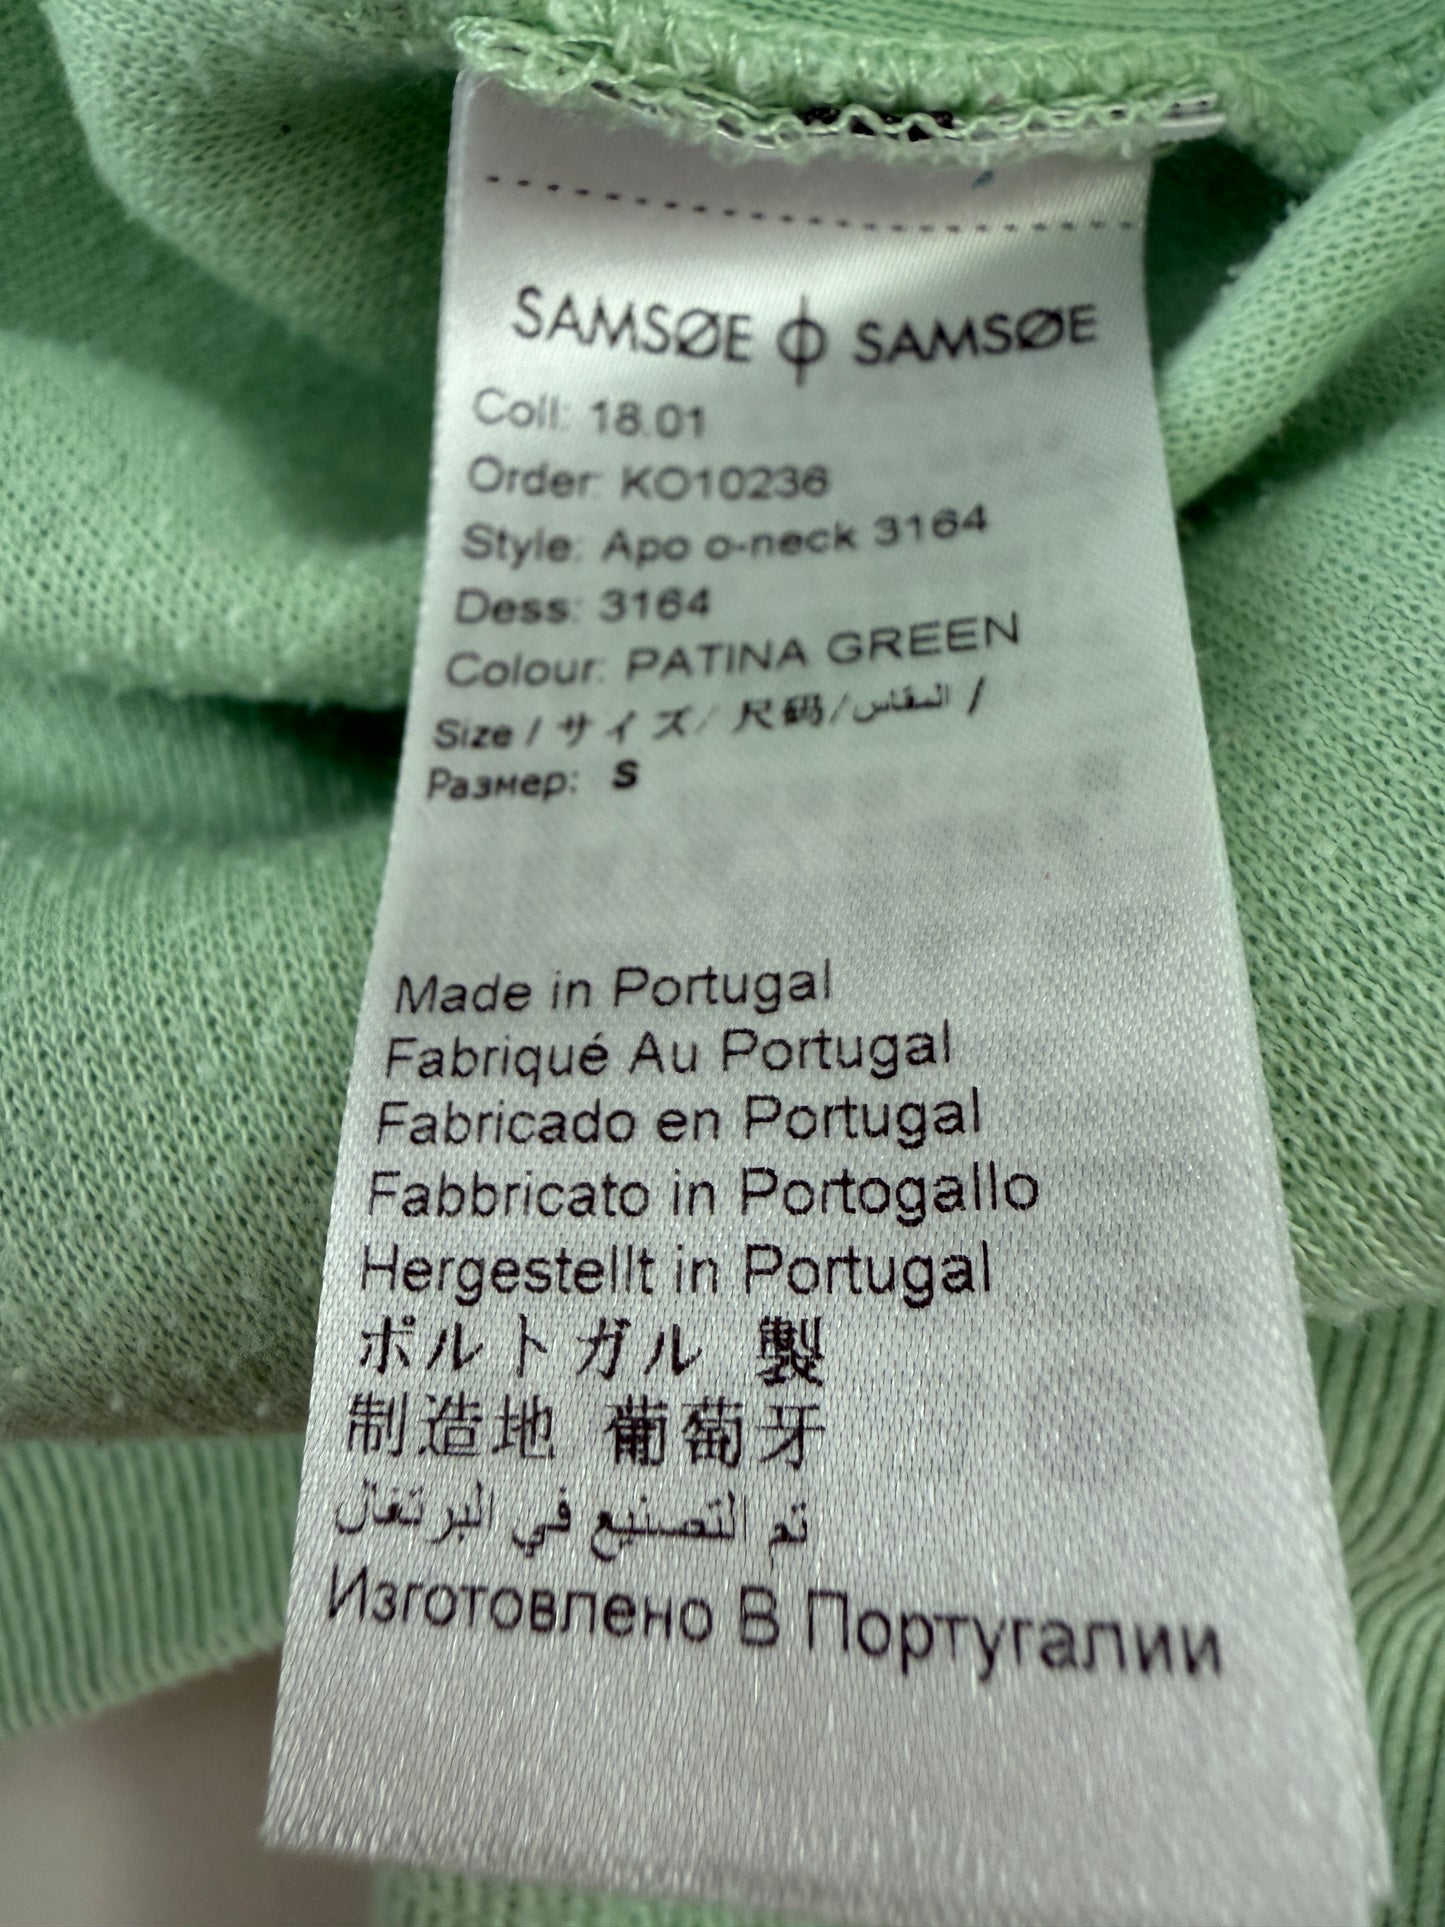 SAMSØE ϕ SAMSØE
Coll: 18.01
Order: KO10236
Style: Apo o-neck 3164
Dess: 3164
Colour: PATINA GREEN
Size / サイズ/ 尺码/المقاس /
Размер: S
Made in Portugal
Fabriqué Au Portugal
Fabricado en Portugal
Fabbricato in Portogallo
Hergestellt in Portugal
ポルトガル 製
制造地 葡萄牙
تم التصنيع في البرتغال
Изготовлено В Португалии